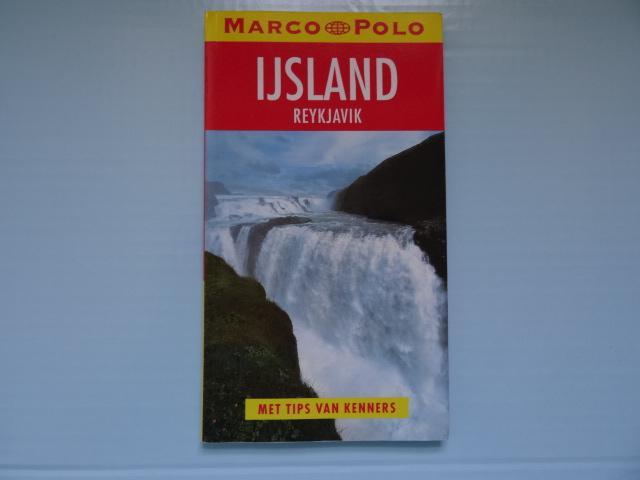 MARCO POLO
IJSLAND
REYKJAVIK
MET TIPS VAN KENNERS